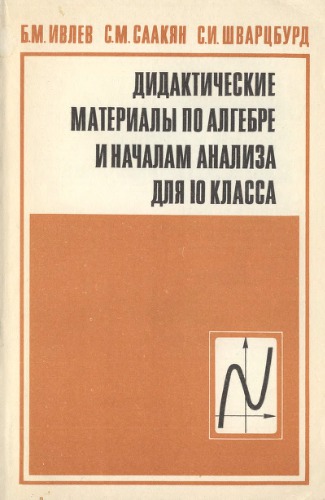 Б.М. ИВЛЕВ С.М. СААКЯН С.И. ШВАРЦБУРД
ДИДАКТИЧЕСКИЕ
МАТЕРИАЛЫ ПО АЛГЕБРЕ
И НАЧАЛАМ АНАЛИЗА
ДЛЯ 10 КЛАССА